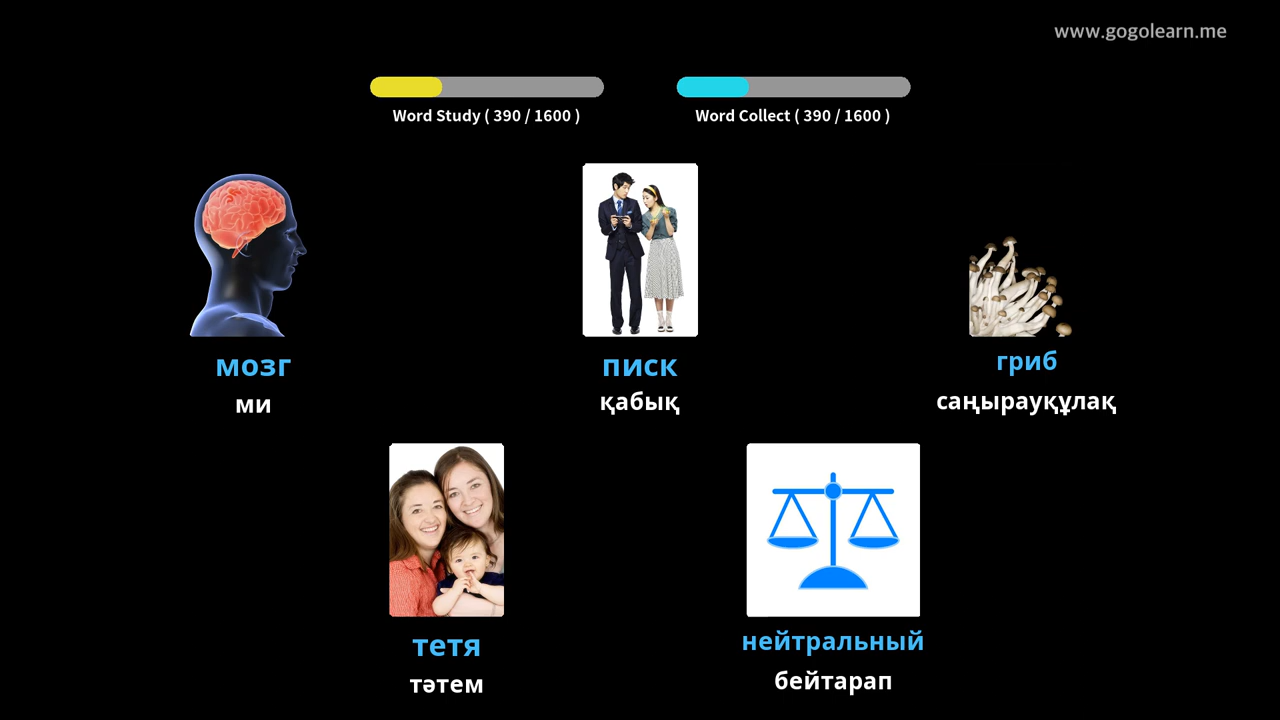 www.gogolearn.me
Word Study ( 390 / 1600 )
Word Collect ( 390 / 1600 )
мозг
ми
писк
қабық
гриб
саңырауқұлақ
тетя
тәтем
нейтральный
бейтарап